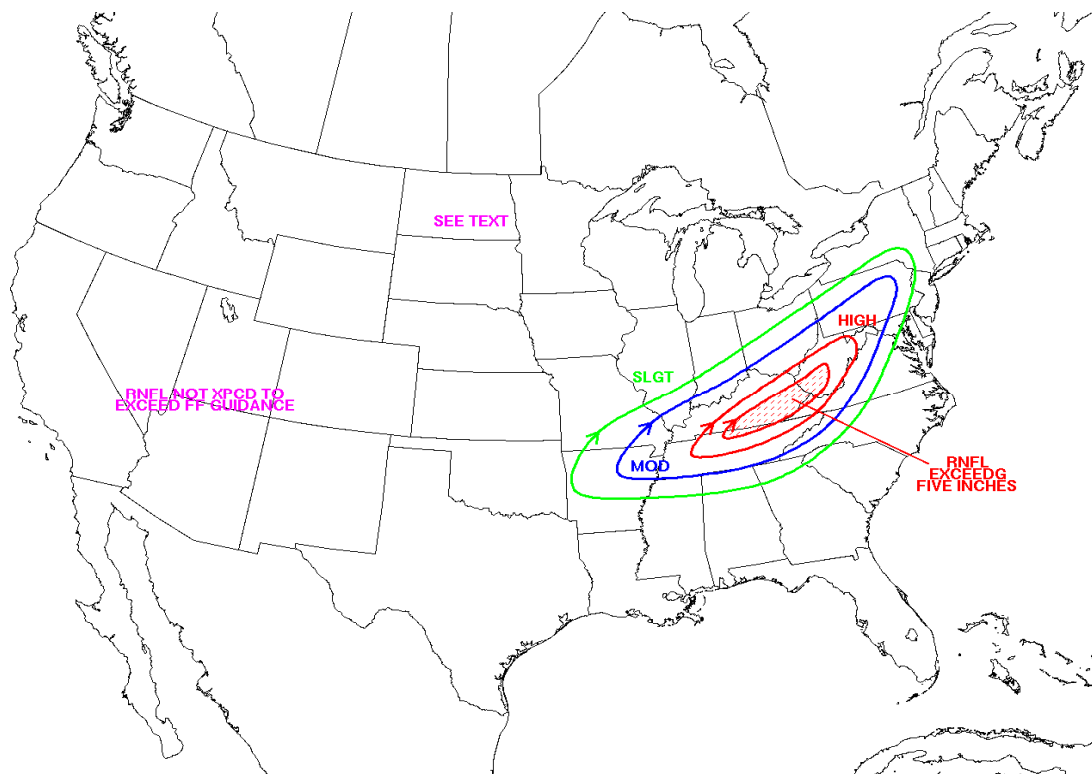 SEE TEXT
HIGH
SLGT
RNFL NOT XPCD TO
EXCEED FF GUIDANCE
MOD
RNFL
EXCEEDG
FIVE INCHES